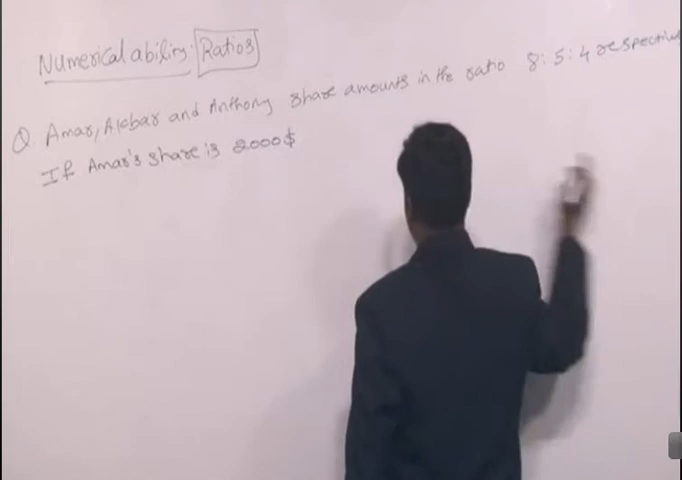 Numerical ability: Ratios
Q. Amar, Akbar and Anthony share amounts in the ratio 8:5:4 respectiv
If Amar's share is 2000$